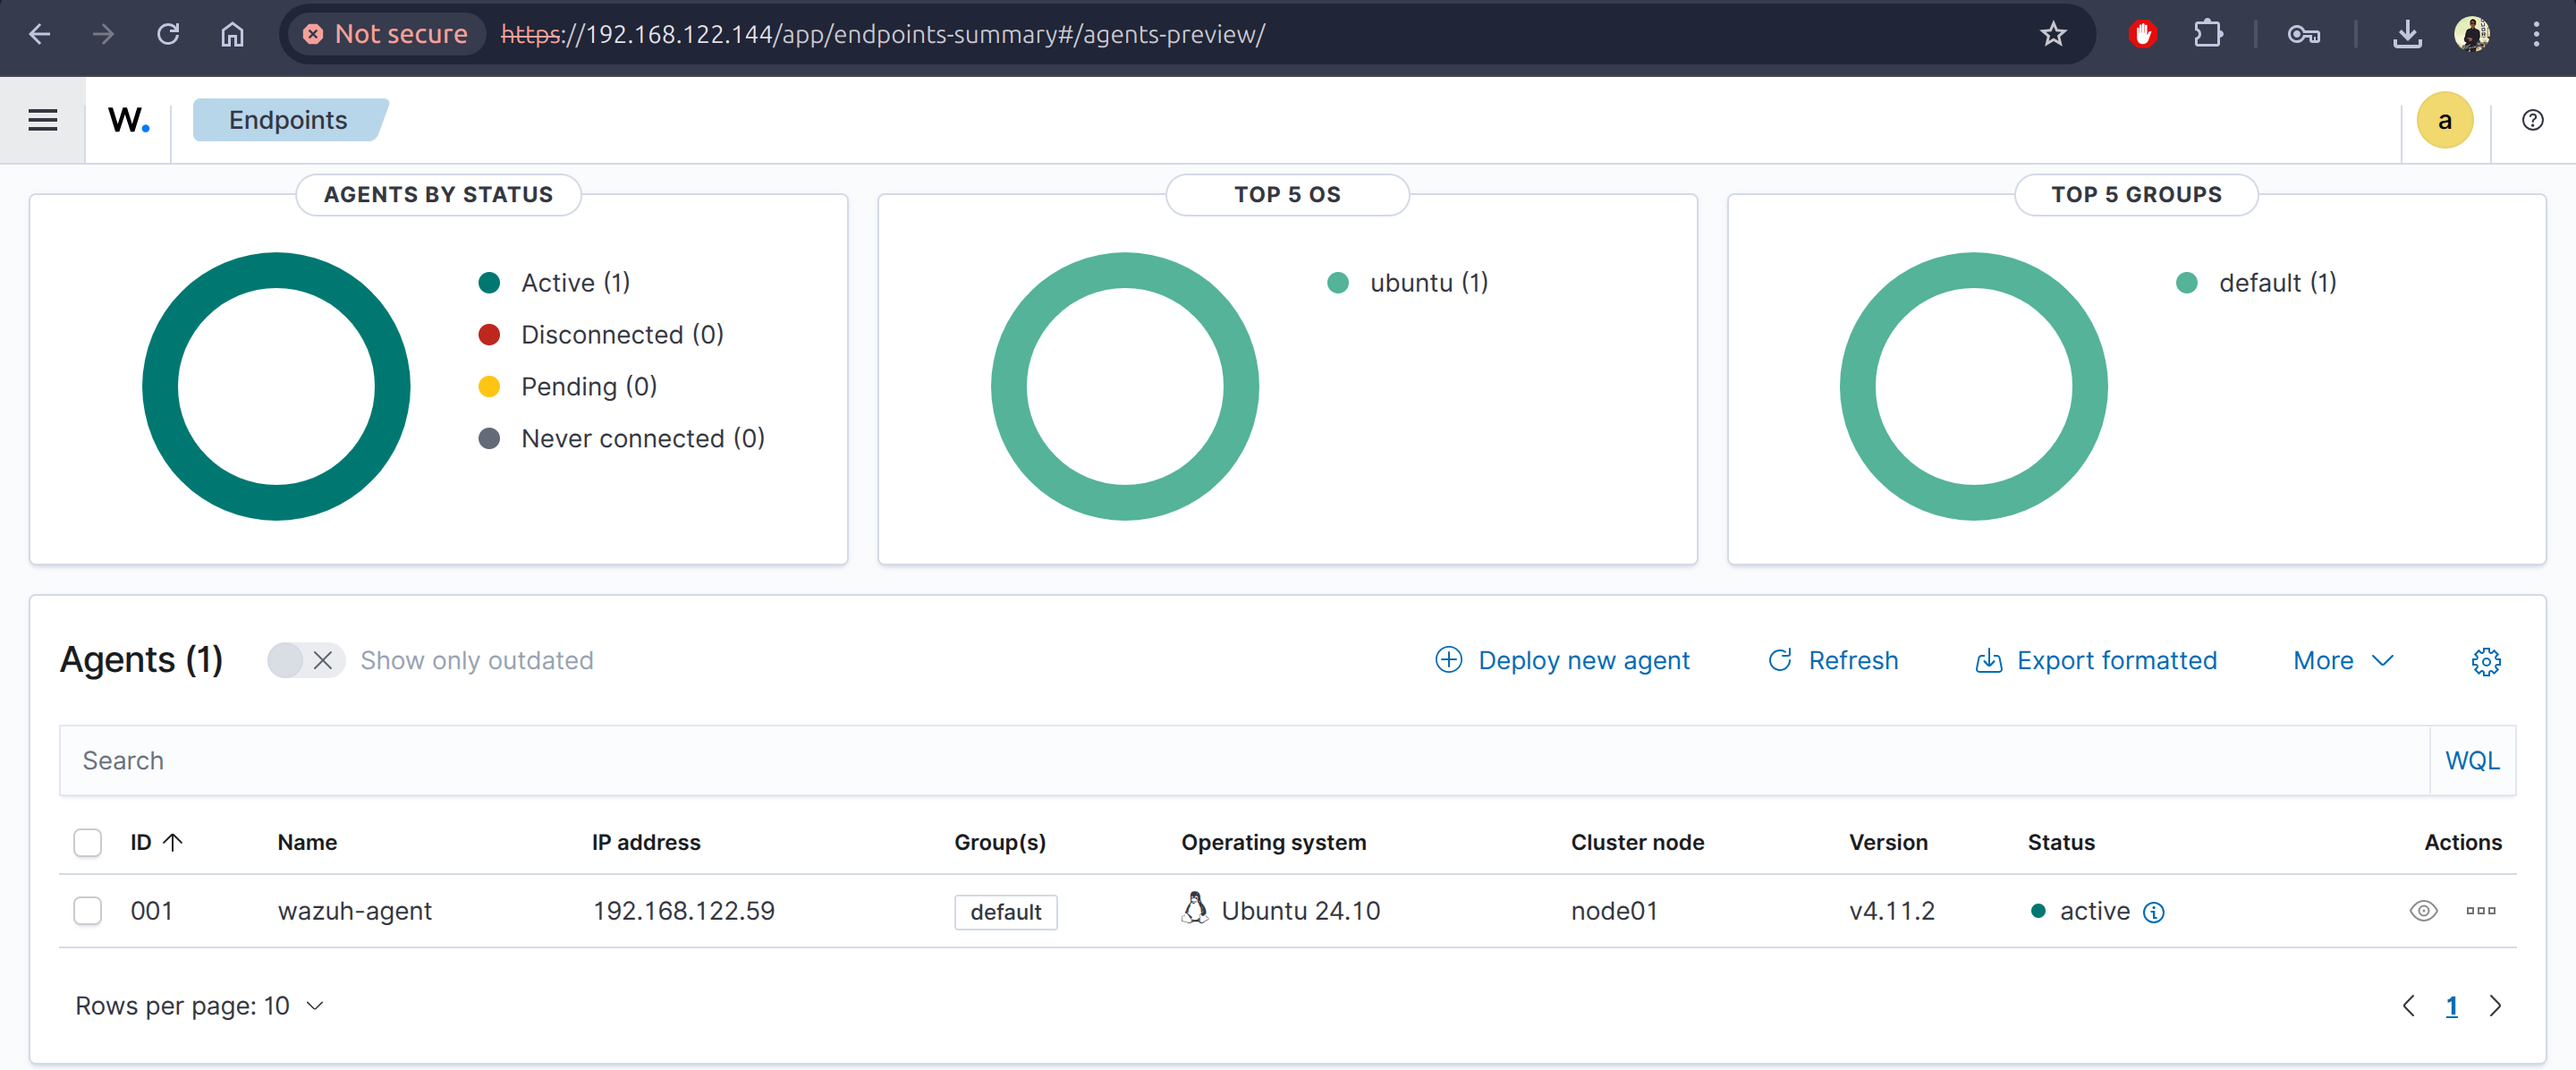 Not secure https://192.168.122.144/app/endpoints-summary#/agents-preview/
W. Endpoints a
AGENTS BY STATUS
Active (1)
Disconnected (0)
Pending (0)
Never connected (0)
TOP 5 OS
ubuntu (1)
TOP 5 GROUPS
default (1)
Agents (1) Show only outdated Deploy new agent Refresh Export formatted More
Search WQL
ID Name IP address Group(s) Operating system Cluster node Version Status Actions
001 wazuh-agent 192.168.122.59 default Ubuntu 24.10 node01 v4.11.2 active
Rows per page: 10 1